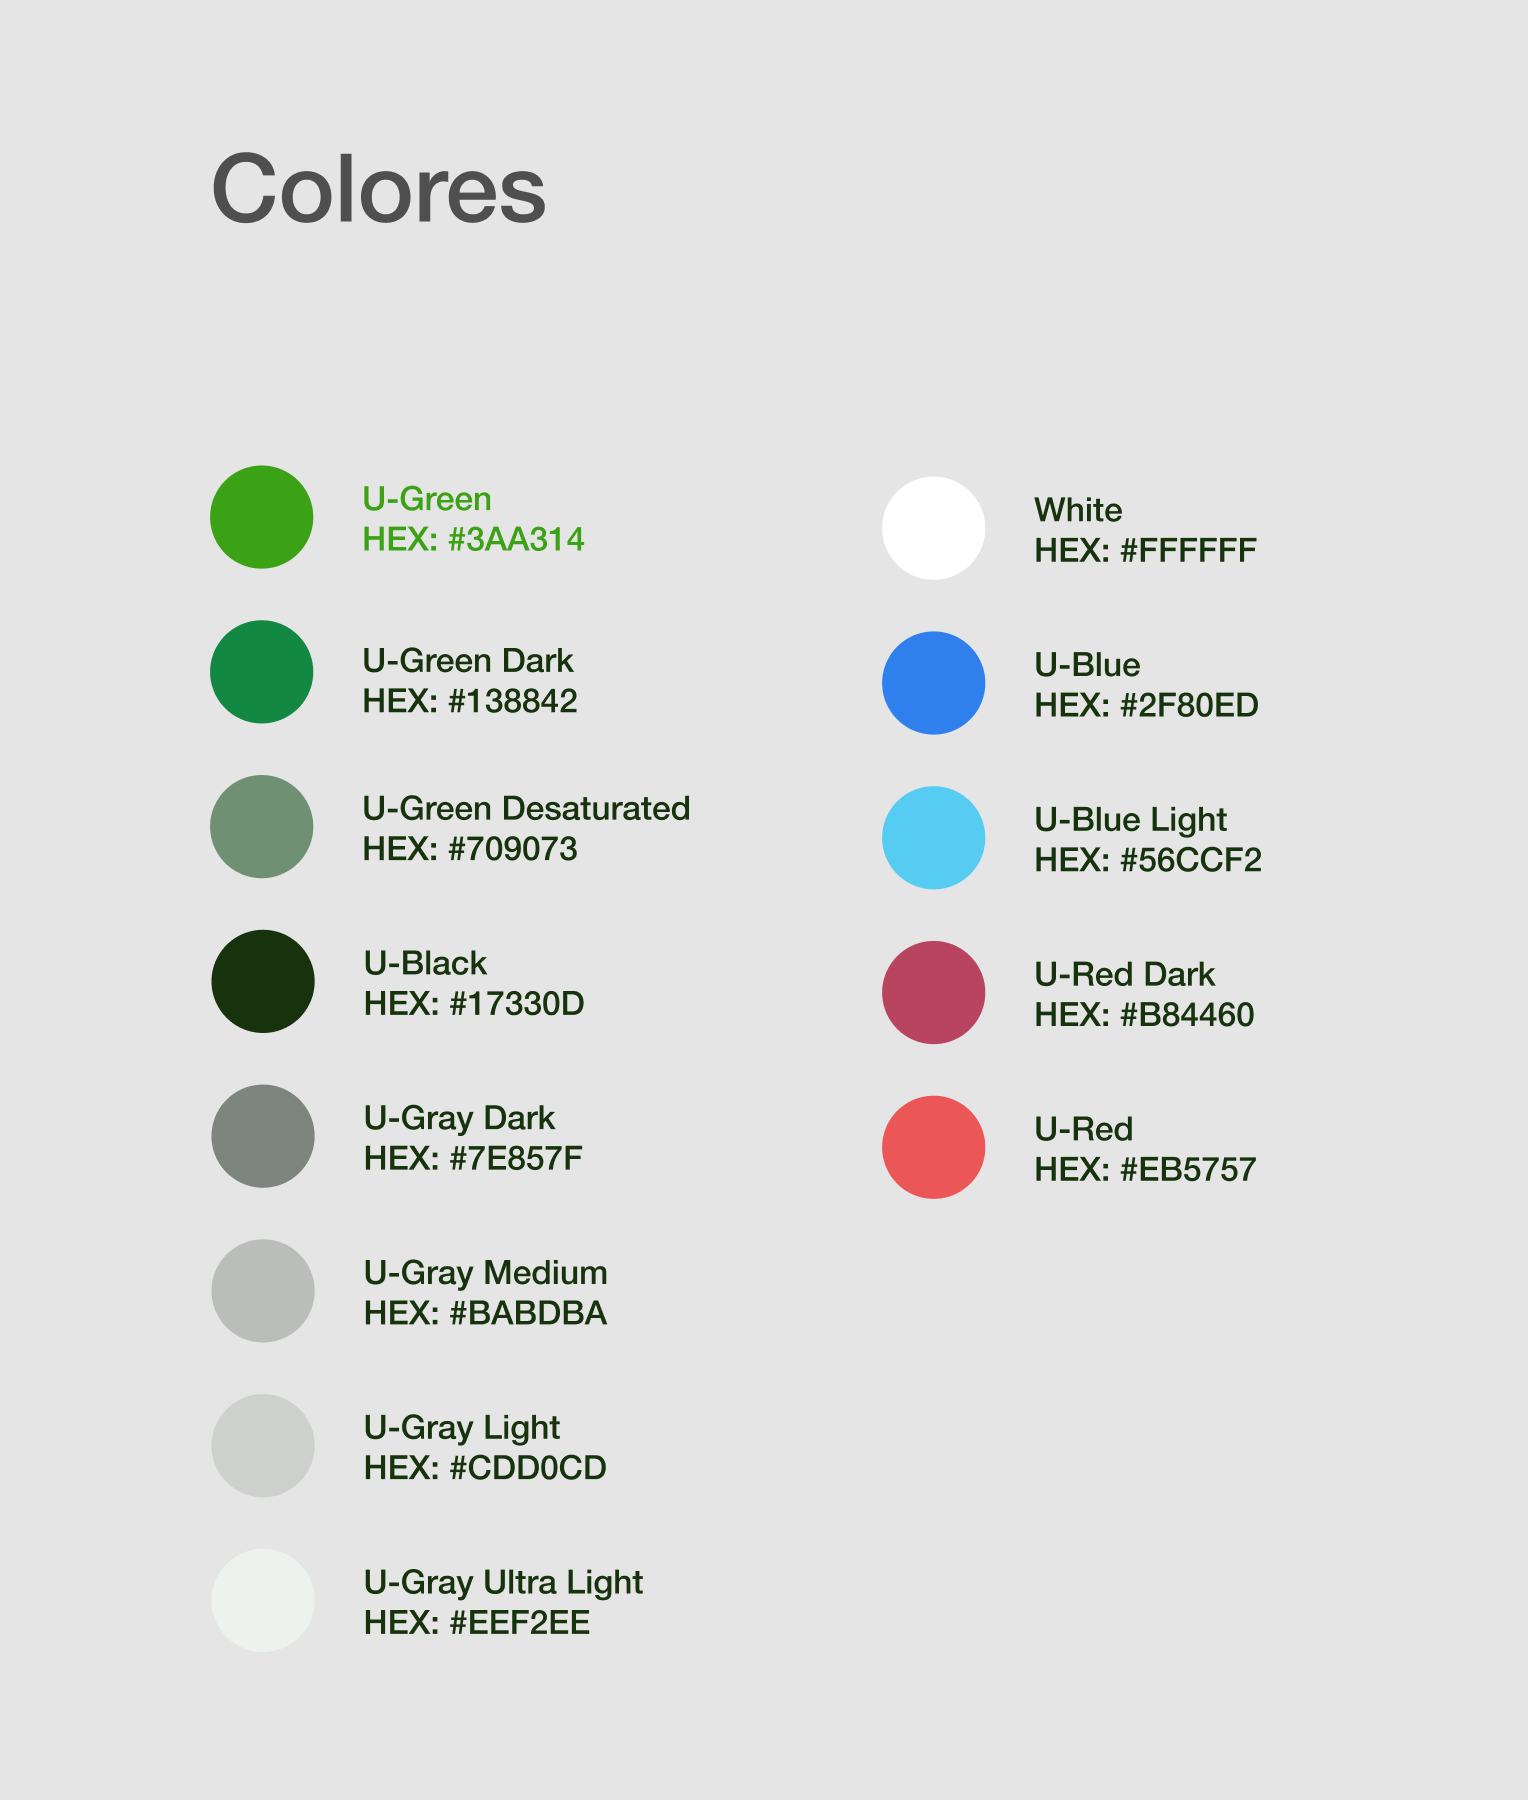 Colores
U-Green
HEX: #3AA314
U-Green Dark
HEX: #138842
U-Green Desaturated
HEX: #709073
U-Black
HEX: #17330D
U-Gray Dark
HEX: #7E857F
U-Gray Medium
HEX: #BABDBA
U-Gray Light
HEX: #CDD0CD
U-Gray Ultra Light
HEX: #EEF2EE
White
HEX: #FFFFFF
U-Blue
HEX: #2F80ED
U-Blue Light
HEX: #56CCF2
U-Red Dark
HEX: #B84460
U-Red
HEX: #EB5757